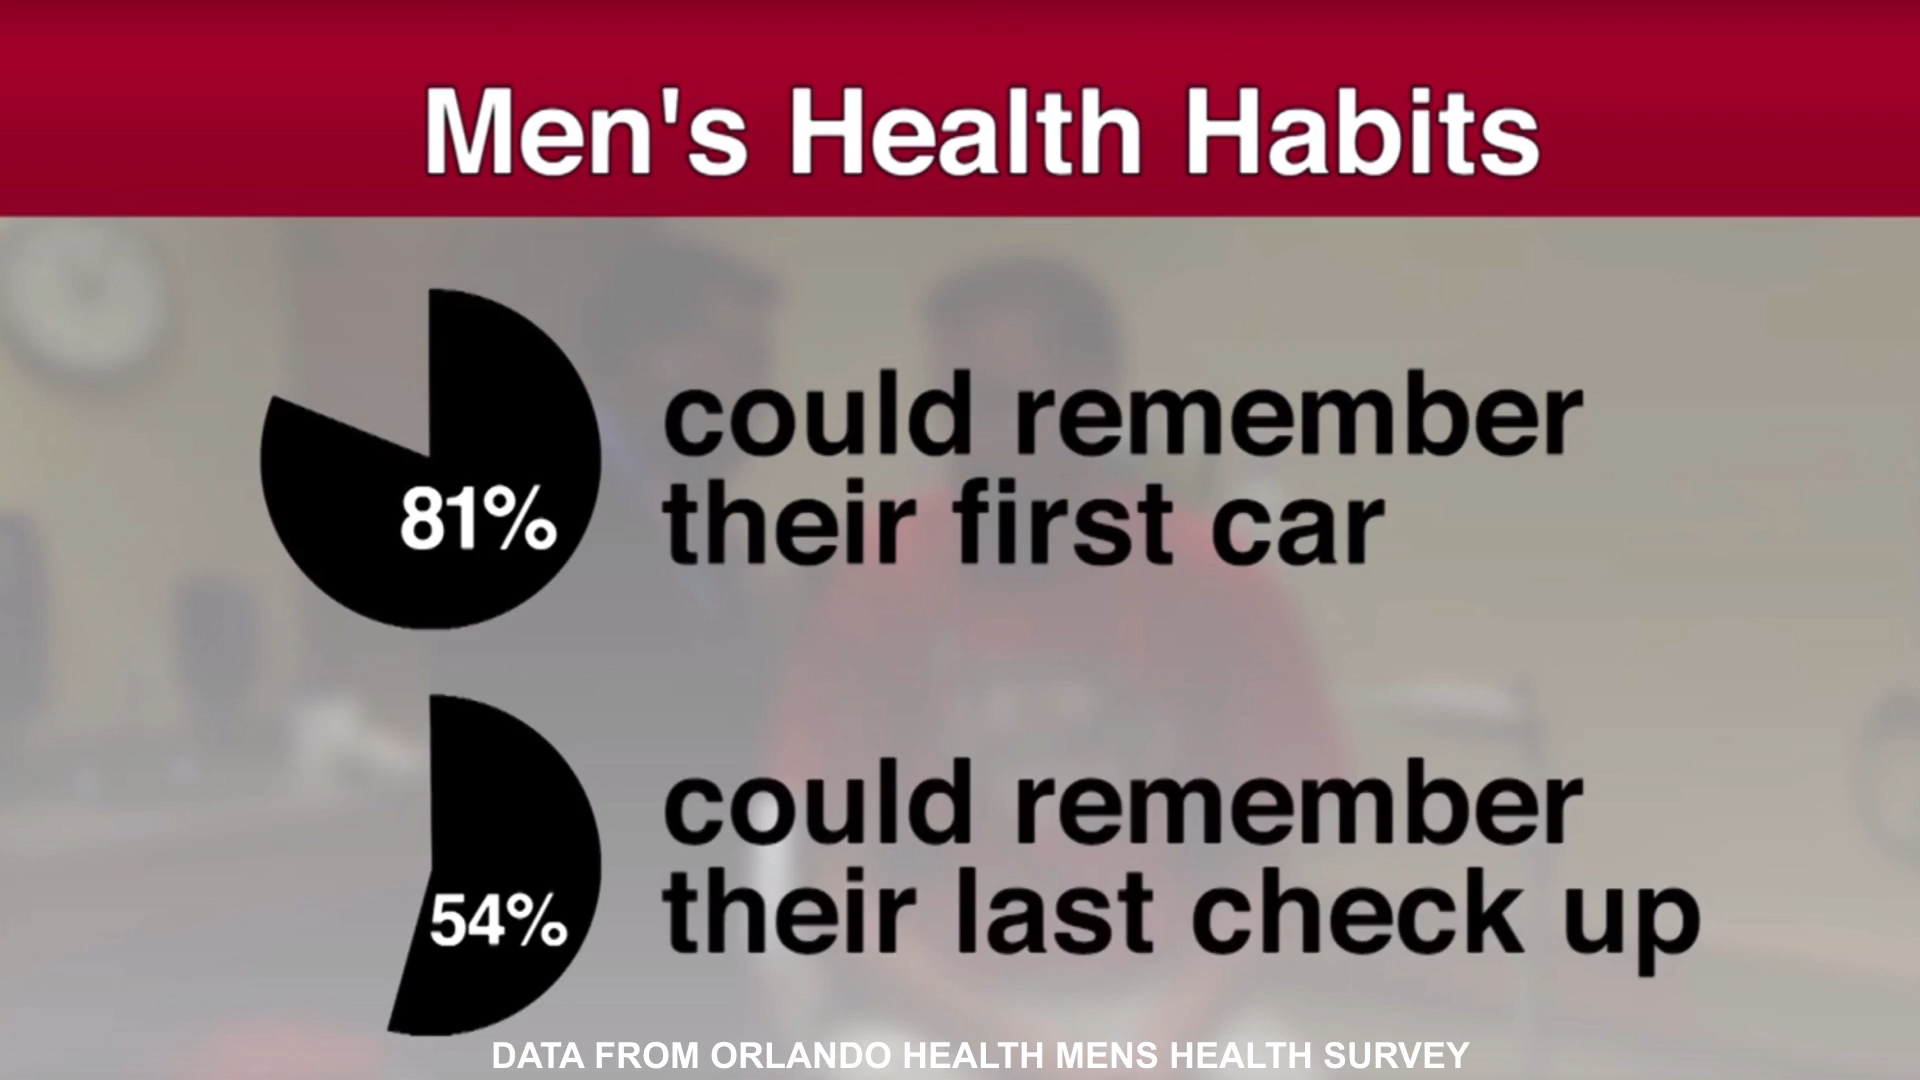 Men's Health Habits
81%
could remember
their first car
54%
could remember
their last check up
DATA FROM ORLANDO HEALTH MENS HEALTH SURVEY